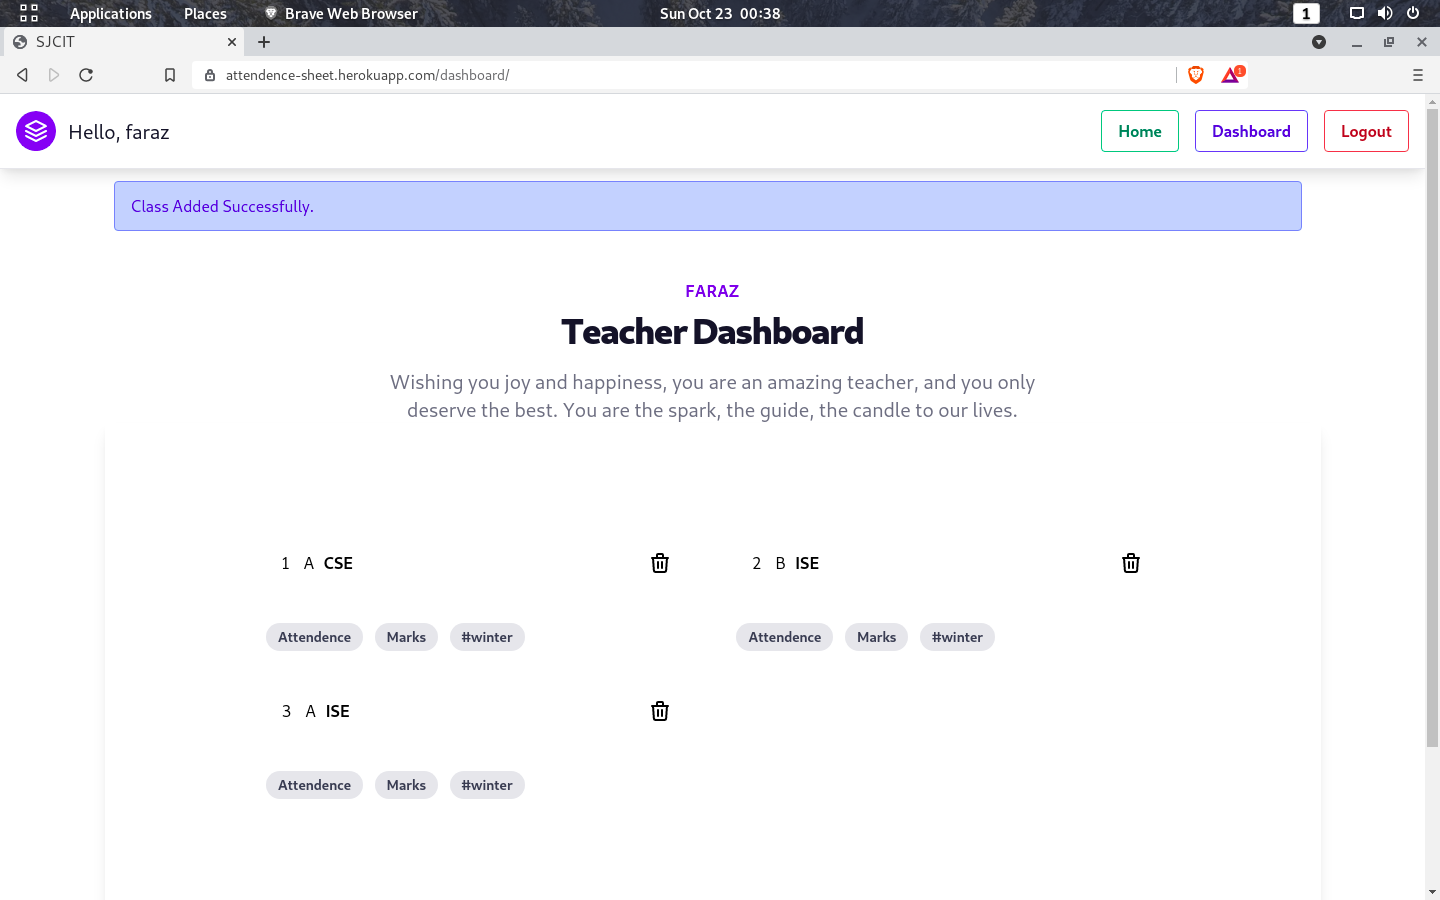 Applications Places Brave Web Browser Sun Oct 23 00:38 1
SJCIT
attendence-sheet.herokuapp.com/dashboard/ 1
Hello, faraz Home Dashboard Logout
Class Added Successfully.
FARAZ
Teacher Dashboard
Wishing you joy and happiness, you are an amazing teacher, and you only
deserve the best. You are the spark, the guide, the candle to our lives.
1 A CSE 2 B ISE
Attendence Marks #winter Attendence Marks #winter
3 A ISE
Attendence Marks #winter